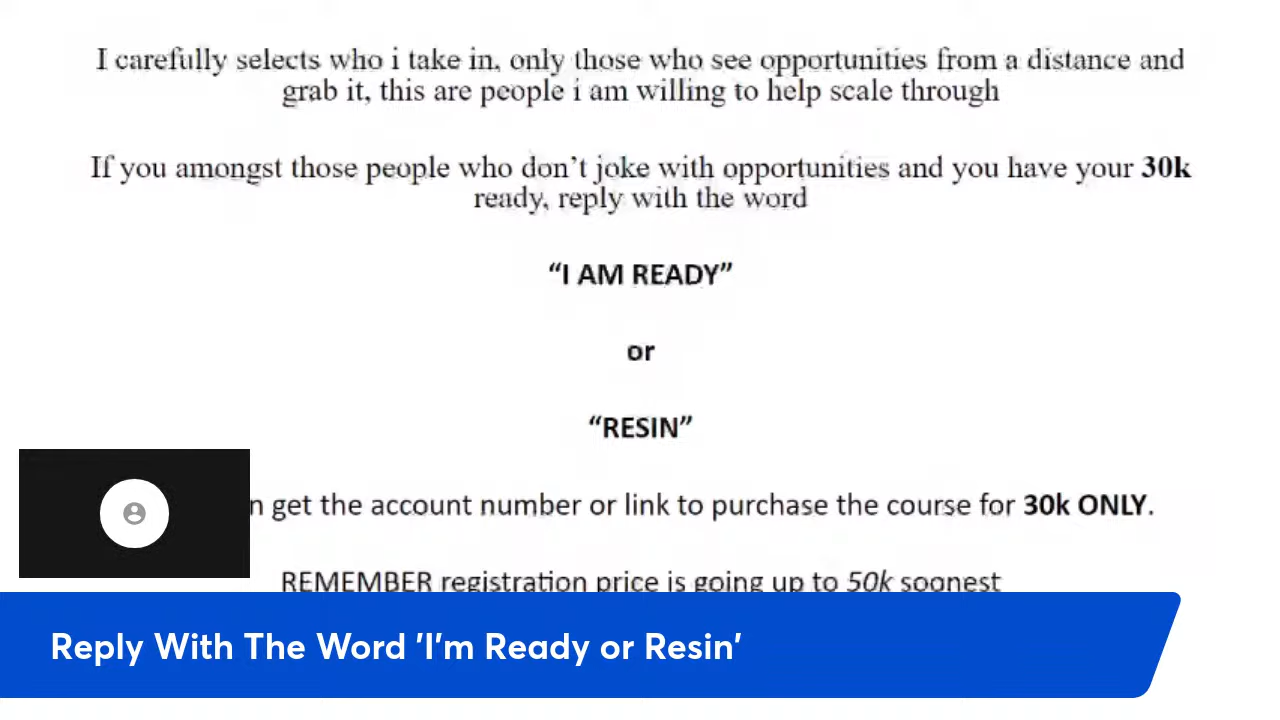 I carefully selects who i take in, only those who see opportunities from a distance and
grab it, this are people i am willing to help scale through
If you amongst those people who don’t joke with opportunities and you have your 30k
ready, reply with the word
“I AM READY”
or
“RESIN”
n get the account number or link to purchase the course for 30k ONLY.
REMEMBER registration price is going up to 50k soonest
Reply With The Word 'I'm Ready or Resin'